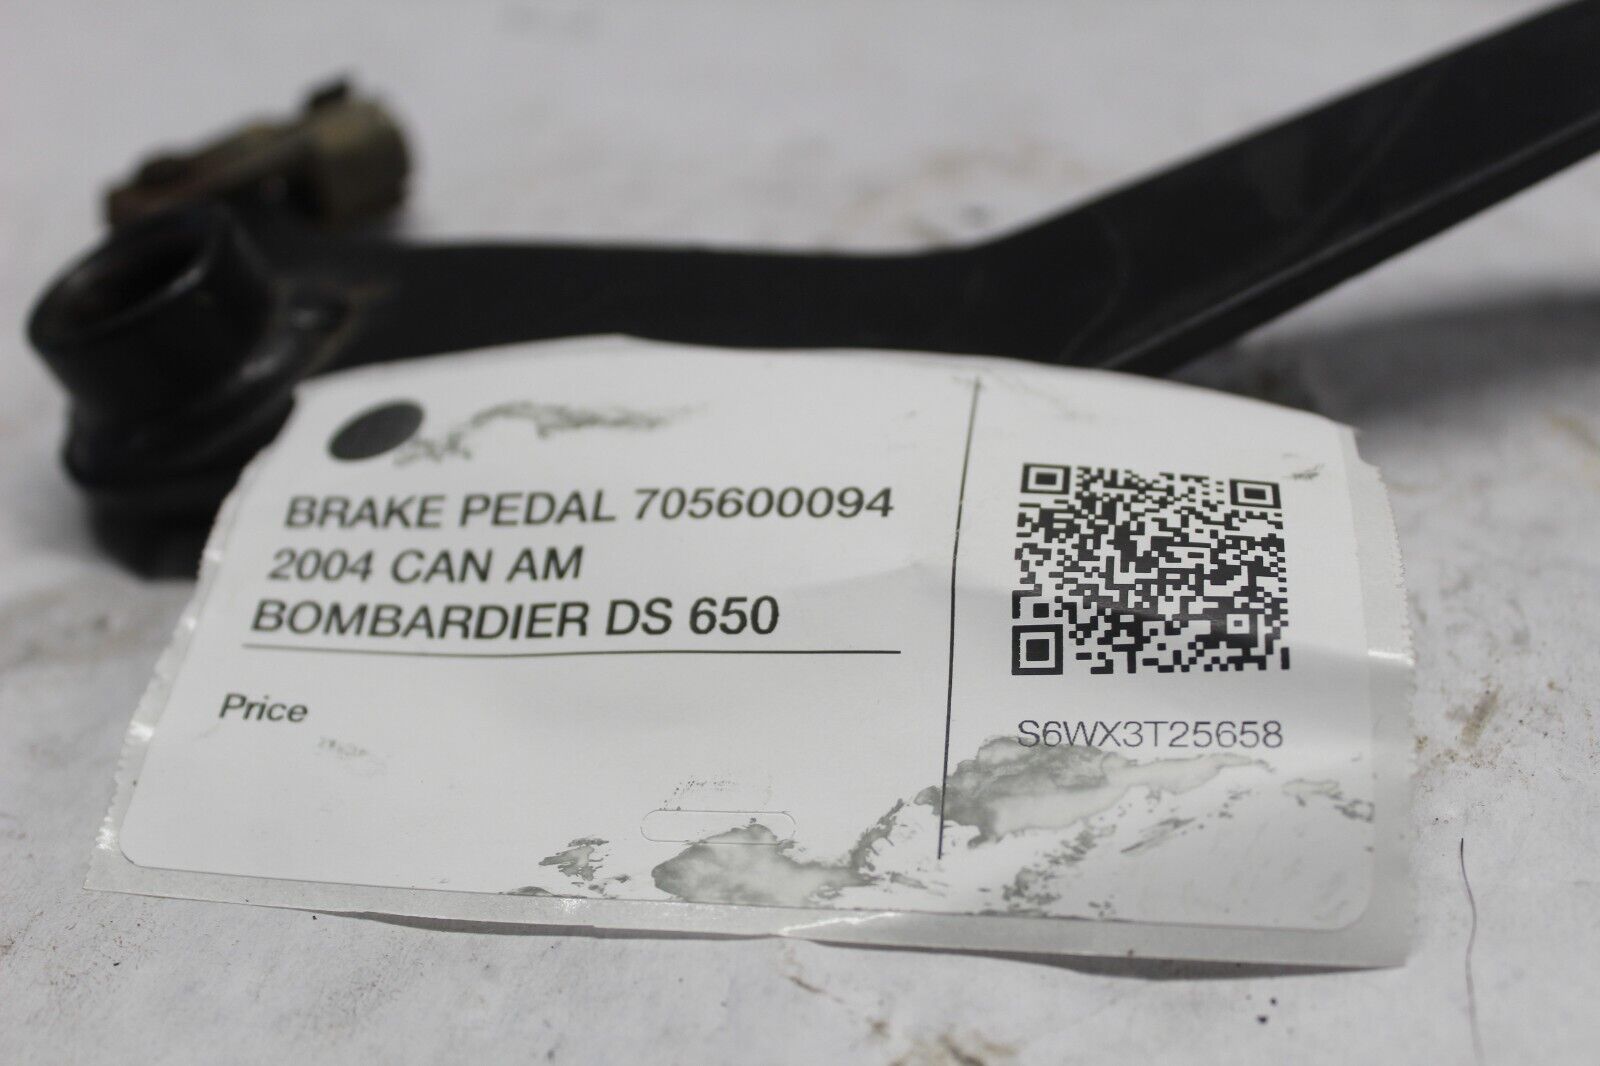 BRAKE PEDAL 705600094
2004 CAN AM
BOMBARDIER DS 650
Price
S6WX3T25658